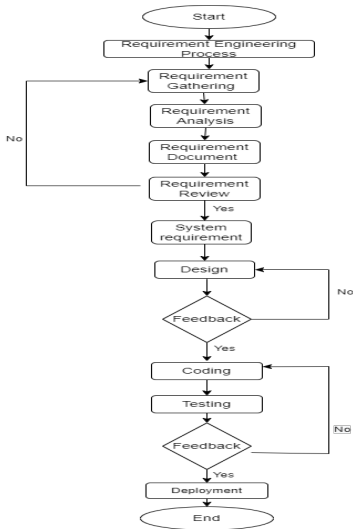 Start
Requirement Engineering
Process
Requirement
Gathering
Requirement
Analysis
No
Requirement
Document
Requirement
Review
Yes
System
requirement
Design
No
Feedback
Yes
Coding
Testing
No
Feedback
Yes
Deployment
End